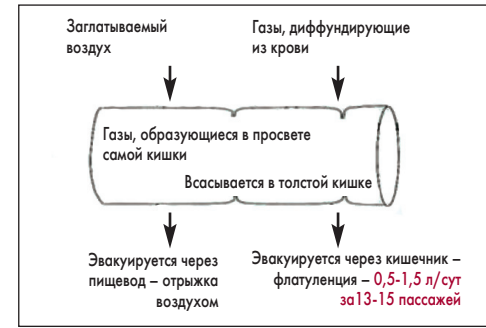 Заглатываемый
воздух
Газы, диффундирующие
из крови
Газы, образующиеся в просвете
самой кишки
Всасывается в толстой кишке
Эвакуируется через
пищевод – отрыжка
воздухом
Эвакуируется через кишечник –
флатуленция – 0,5-1,5 л/сут
за13-15 пассажей